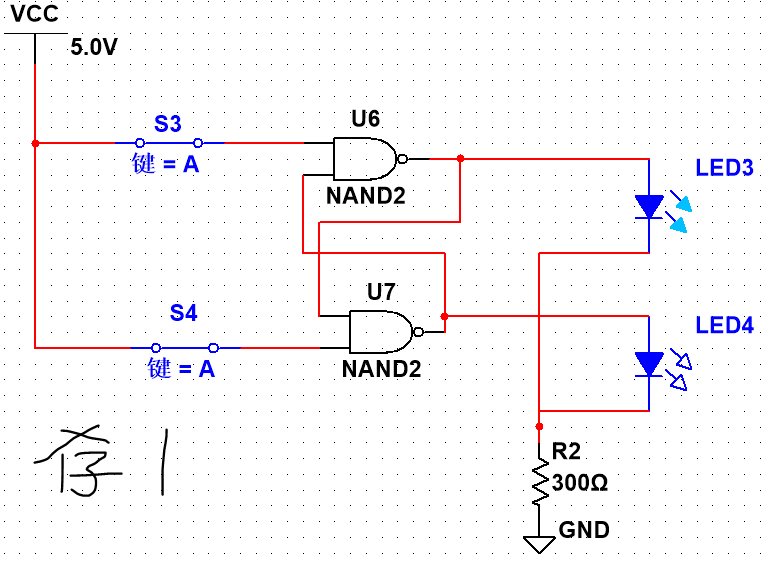 VCC
5.0V
S3
键 = A
U6
NAND2
LED3
S4
键 = A
U7
NAND2
LED4
存 1
R2
300Ω
GND